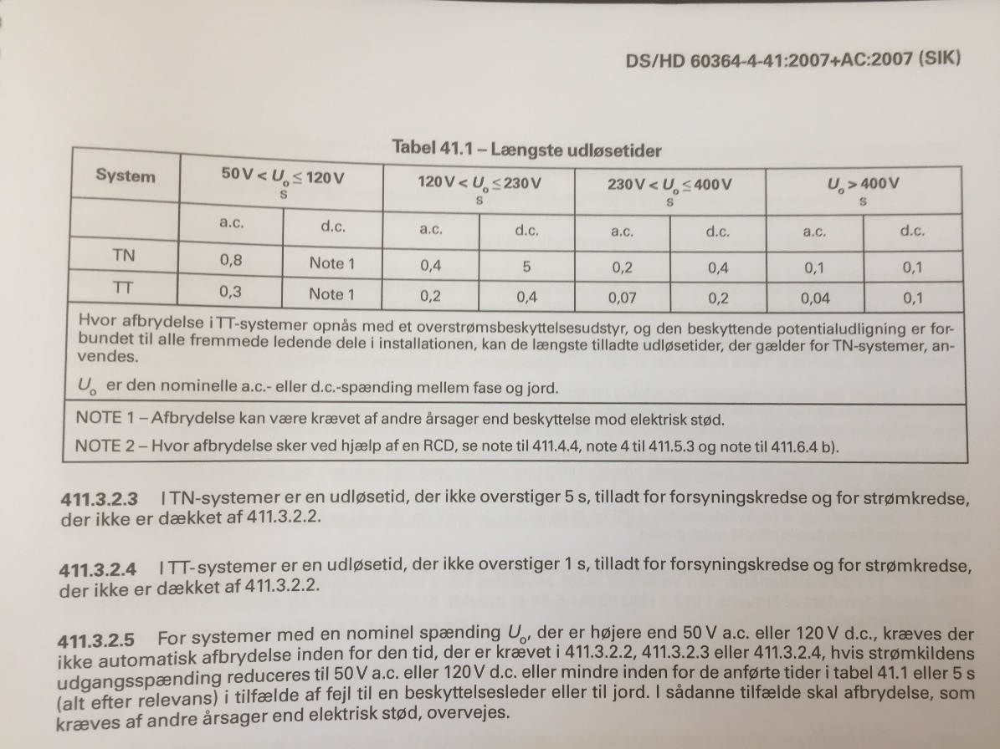 DS/HD 60364-4-41:2007+AC:2007 (SIK)
Tabel 41.1 – Længste udløsetider
System 50 V < Uo ≤ 120 V 120 V < Uo ≤ 230 V 230 V < Uo ≤ 400 V Uo > 400 V
s s s s
a.c. d.c. a.c. d.c. a.c. d.c. a.c. d.c.
TN 0,8 Note 1 0,4 5 0,2 0,4 0,1 0,1
TT 0,3 Note 1 0,2 0,4 0,07 0,2 0,04 0,1
Hvor afbrydelse i TT-systemer opnås med et overstrømsbeskyttelsesudstyr, og den beskyttende potentialudligning er for-
bundet til alle fremmede ledende dele i installationen, kan de længste tilladte udløsetider, der gælder for TN-systemer, an-
vendes.
Uo er den nominelle a.c.- eller d.c.-spænding mellem fase og jord.
NOTE 1 – Afbrydelse kan være krævet af andre årsager end beskyttelse mod elektrisk stød.
NOTE 2 – Hvor afbrydelse sker ved hjælp af en RCD, se note til 411.4.4, note 4 til 411.5.3 og note til 411.6.4 b).
411.3.2.3 I TN-systemer er en udløsetid, der ikke overstiger 5 s, tilladt for forsyningskredse og for strømkredse,
der ikke er dækket af 411.3.2.2.
411.3.2.4 I TT-systemer er en udløsetid, der ikke overstiger 1 s, tilladt for forsyningskredse og for strømkredse,
der ikke er dækket af 411.3.2.2.
411.3.2.5 For systemer med en nominel spænding Uo, der er højere end 50 V a.c. eller 120 V d.c., kræves der
ikke automatisk afbrydelse inden for den tid, der er krævet i 411.3.2.2, 411.3.2.3 eller 411.3.2.4, hvis strømkildens
udgangsspænding reduceres til 50 V a.c. eller 120 V d.c. eller mindre inden for de anførte tider i tabel 41.1 eller 5 s
(alt efter relevans) i tilfælde af fejl til en beskyttelsesleder eller til jord. I sådanne tilfælde skal afbrydelse, som
kræves af andre årsager end elektrisk stød, overvejes.